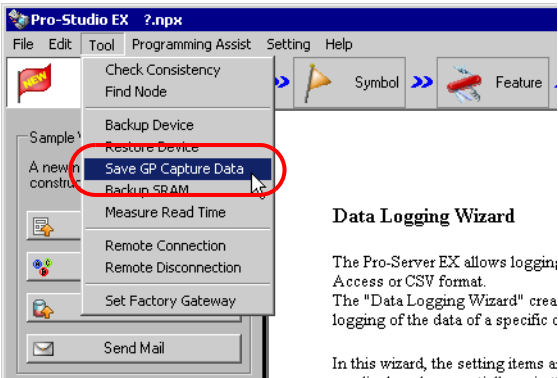 Pro-Studio EX ?.npx
File Edit Tool Programming Assist Setting Help
NEW
Symbol
Feature
Check Consistency
Find Node
Backup Device
Restore Device
Save GP Capture Data
Backup SRAM
Measure Read Time
Remote Connection
Remote Disconnection
Set Factory Gateway
Sample
A new
Send Mail
Data Logging Wizard
The Pro-Server EX allows logging
Access or CSV format.
The "Data Logging Wizard" crea
logging of the data of a specific
In this wizard, the setting items